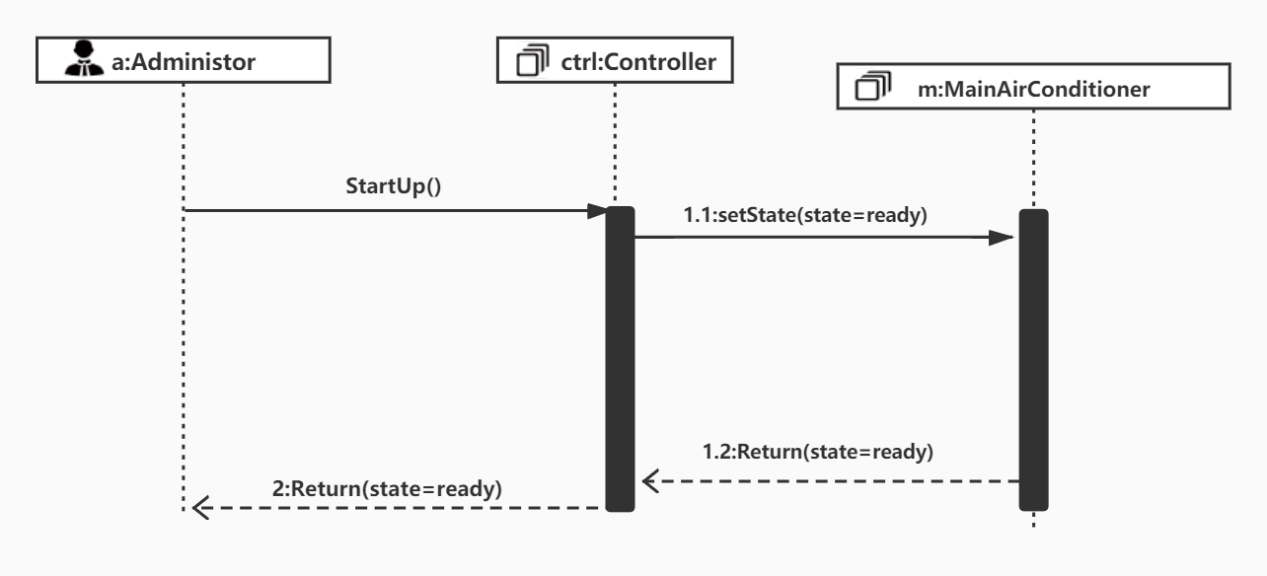 a:Administor
ctrl:Controller
m:MainAirConditioner
StartUp()
1.1:setState(state=ready)
1.2:Return(state=ready)
2:Return(state=ready)